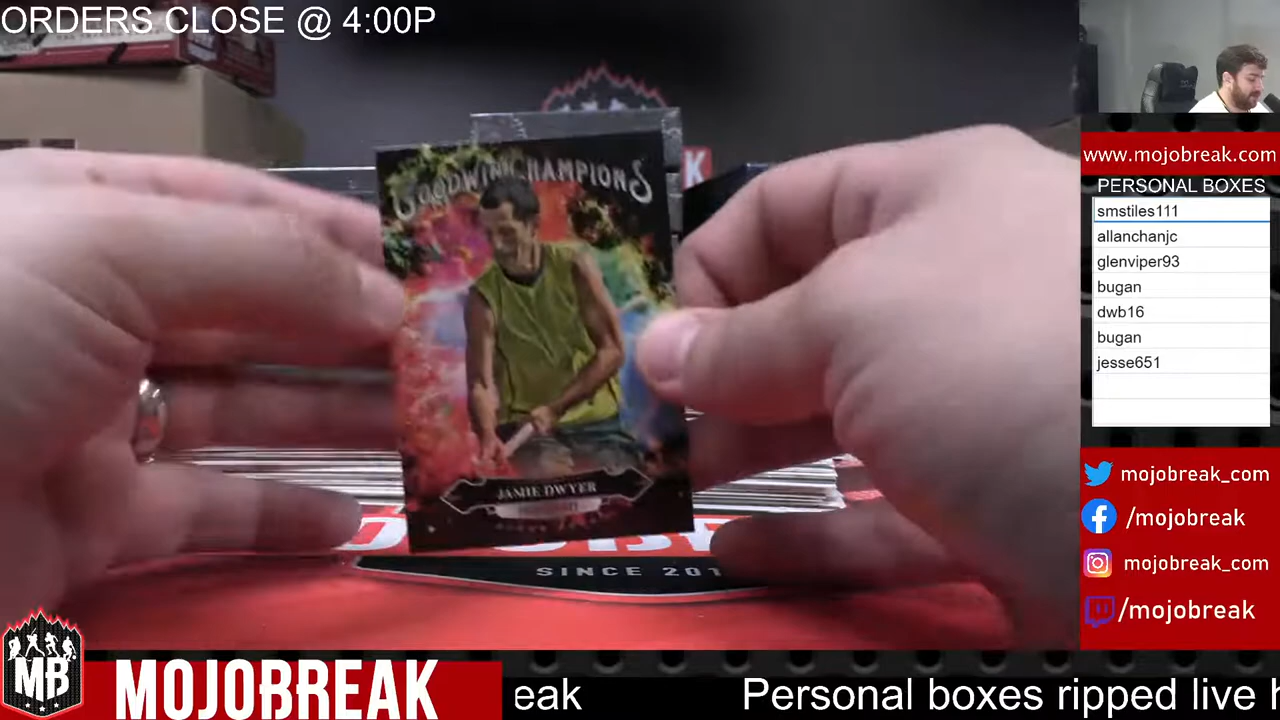 ORDERS CLOSE @ 4:00P
GOODWIN CHAMPIONS
K
JAMIE DWYER
SINCE 201
MB
MOJOBREAK
eak
Personal boxes ripped live h
www.mojobreak.com
PERSONAL BOXES
smstiles111
allanchanjc
glenviper93
bugan
dwb16
bugan
jesse651
mojobreak_com
/mojobreak
mojobreak_com
/mojobreak